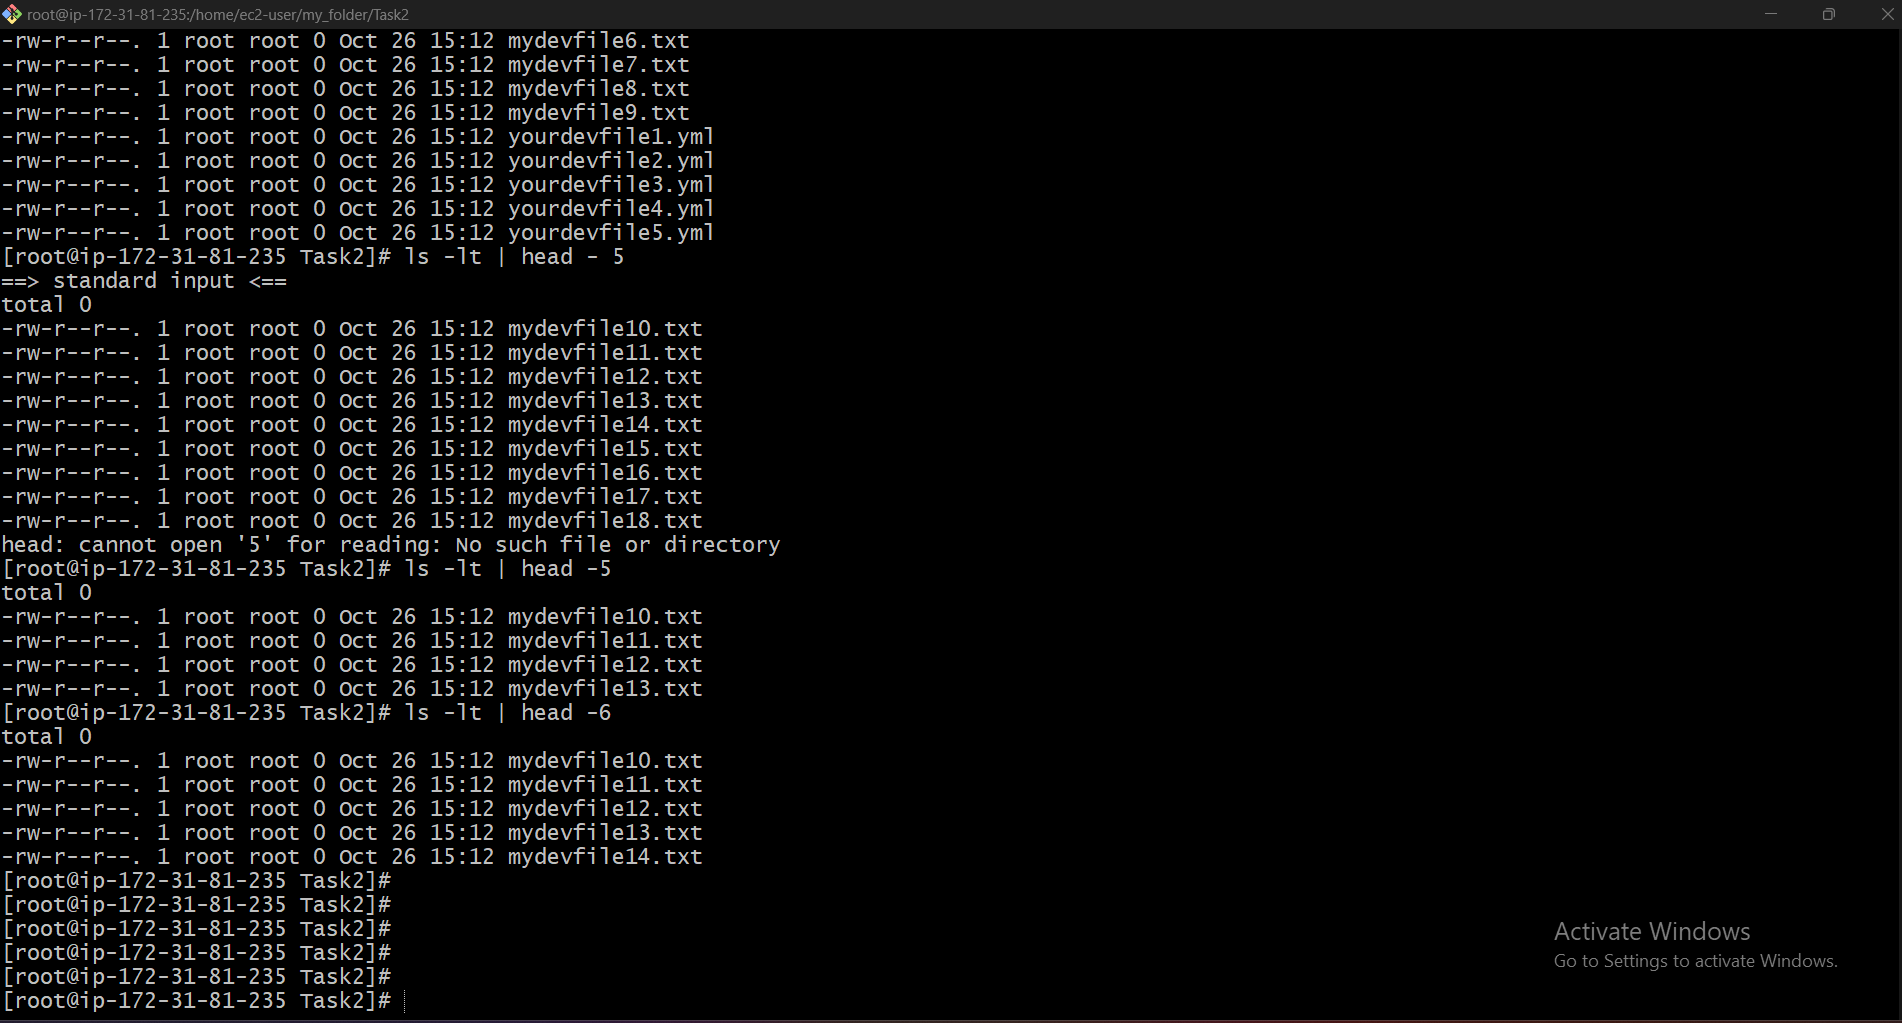 root@ip-172-31-81-235:/home/ec2-user/my_folder/Task2
-rw-r--r--. 1 root root 0 Oct 26 15:12 mydevfile6.txt
-rw-r--r--. 1 root root 0 Oct 26 15:12 mydevfile7.txt
-rw-r--r--. 1 root root 0 Oct 26 15:12 mydevfile8.txt
-rw-r--r--. 1 root root 0 Oct 26 15:12 mydevfile9.txt
-rw-r--r--. 1 root root 0 Oct 26 15:12 yourdevfile1.yml
-rw-r--r--. 1 root root 0 Oct 26 15:12 yourdevfile2.yml
-rw-r--r--. 1 root root 0 Oct 26 15:12 yourdevfile3.yml
-rw-r--r--. 1 root root 0 Oct 26 15:12 yourdevfile4.yml
-rw-r--r--. 1 root root 0 Oct 26 15:12 yourdevfile5.yml
[root@ip-172-31-81-235 Task2]# ls -lt | head - 5
==> standard input <==
total 0
-rw-r--r--. 1 root root 0 Oct 26 15:12 mydevfile10.txt
-rw-r--r--. 1 root root 0 Oct 26 15:12 mydevfile11.txt
-rw-r--r--. 1 root root 0 Oct 26 15:12 mydevfile12.txt
-rw-r--r--. 1 root root 0 Oct 26 15:12 mydevfile13.txt
-rw-r--r--. 1 root root 0 Oct 26 15:12 mydevfile14.txt
-rw-r--r--. 1 root root 0 Oct 26 15:12 mydevfile15.txt
-rw-r--r--. 1 root root 0 Oct 26 15:12 mydevfile16.txt
-rw-r--r--. 1 root root 0 Oct 26 15:12 mydevfile17.txt
-rw-r--r--. 1 root root 0 Oct 26 15:12 mydevfile18.txt
head: cannot open '5' for reading: No such file or directory
[root@ip-172-31-81-235 Task2]# ls -lt | head -5
total 0
-rw-r--r--. 1 root root 0 Oct 26 15:12 mydevfile10.txt
-rw-r--r--. 1 root root 0 Oct 26 15:12 mydevfile11.txt
-rw-r--r--. 1 root root 0 Oct 26 15:12 mydevfile12.txt
-rw-r--r--. 1 root root 0 Oct 26 15:12 mydevfile13.txt
[root@ip-172-31-81-235 Task2]# ls -lt | head -6
total 0
-rw-r--r--. 1 root root 0 Oct 26 15:12 mydevfile10.txt
-rw-r--r--. 1 root root 0 Oct 26 15:12 mydevfile11.txt
-rw-r--r--. 1 root root 0 Oct 26 15:12 mydevfile12.txt
-rw-r--r--. 1 root root 0 Oct 26 15:12 mydevfile13.txt
-rw-r--r--. 1 root root 0 Oct 26 15:12 mydevfile14.txt
[root@ip-172-31-81-235 Task2]#
[root@ip-172-31-81-235 Task2]#
[root@ip-172-31-81-235 Task2]#
[root@ip-172-31-81-235 Task2]#
[root@ip-172-31-81-235 Task2]#
[root@ip-172-31-81-235 Task2]#
Activate Windows
Go to Settings to activate Windows.